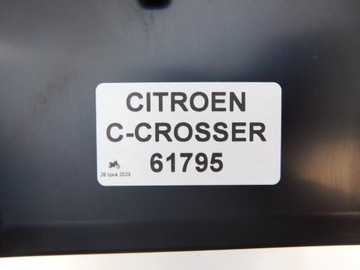 CITROEN
C-CROSSER
61795
28 lipca 2023